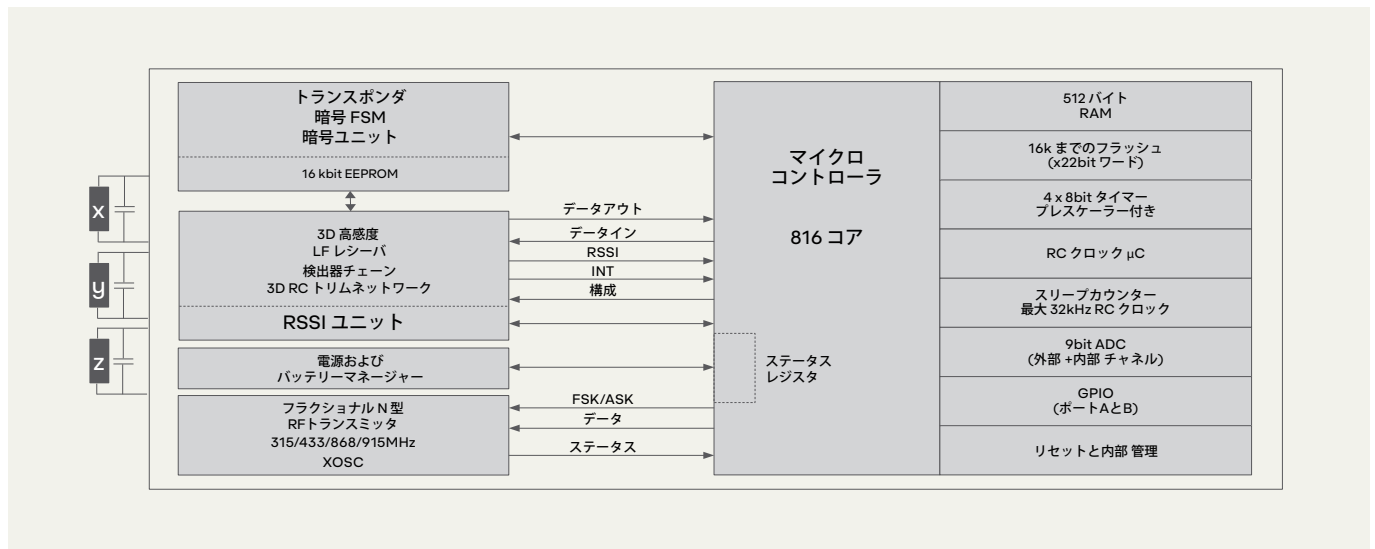 トランスポンダ
暗号 FSM
暗号ユニット
16 kbit EEPROM
x
y
z
3D 高感度
LF レシーバ
検出器チェーン
3D RC トリムネットワーク
RSSI ユニット
電源および
バッテリーマネージャー
フラクショナル N 型
RFトランスミッタ
315/433/868/915MHz
XOSC
データアウト
データイン
RSSI
INT
構成
FSK/ASK
データ
ステータス
マイクロ
コントローラ
816 コア
ステータス
レジスタ
512 バイト
RAM
16k までのフラッシュ
(x22bit ワード)
4 x 8bit タイマー
プレスケーラー付き
RC クロック µC
スリープカウンター
最大 32kHz RC クロック
9bit ADC
(外部 +内部 チャネル)
GPIO
(ポートAとB)
リセットと内部 管理